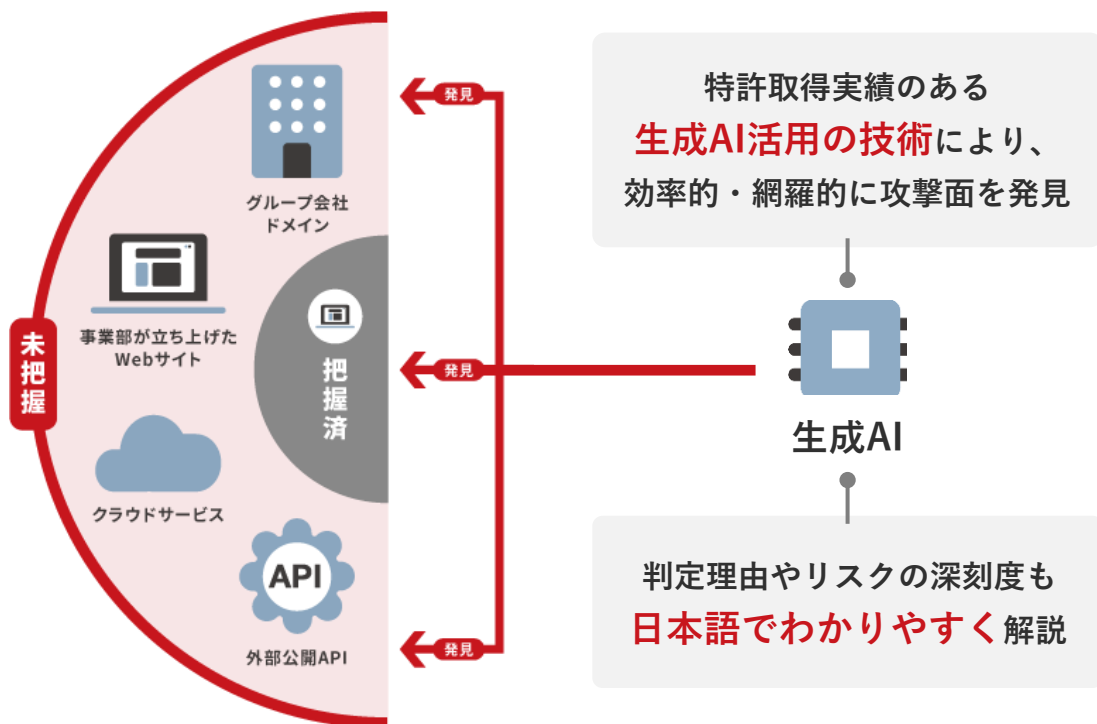 発見
グループ会社
ドメイン
事業部が立ち上げた
Webサイト
未把握
把握済
発見
クラウドサービス
API
外部公開API
発見
特許取得実績のある
生成AI活用の技術により、
効率的・網羅的に攻撃面を発見
生成AI
判定理由やリスクの深刻度も
日本語でわかりやすく解説